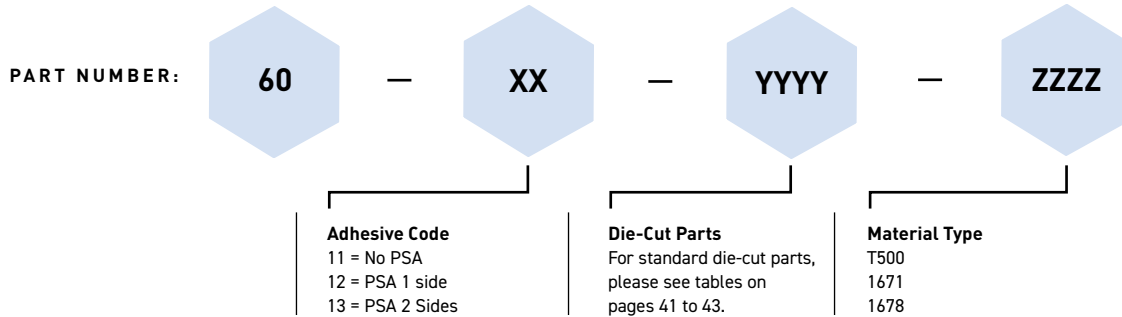 PART NUMBER: 60 — XX — YYYY — ZZZZ
Adhesive Code
11 = No PSA
12 = PSA 1 side
13 = PSA 2 Sides
Die-Cut Parts
For standard die-cut parts,
please see tables on
pages 41 to 43.
Material Type
T500
1671
1678